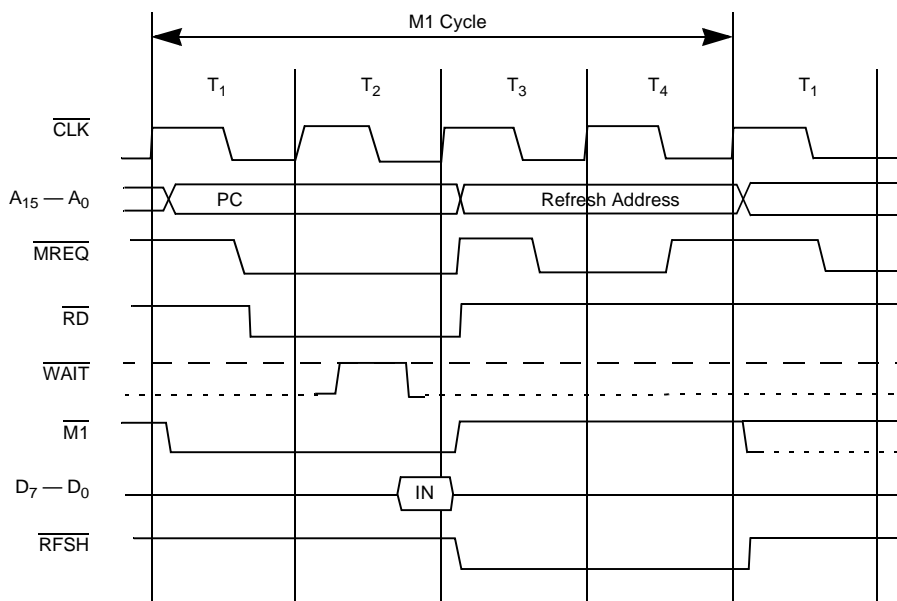 M1 Cycle
T1 T2 T3 T4 T1
CLK
A15 — A0 PC Refresh Address
MREQ
RD
WAIT
M1
D7 — D0 IN
RFSH